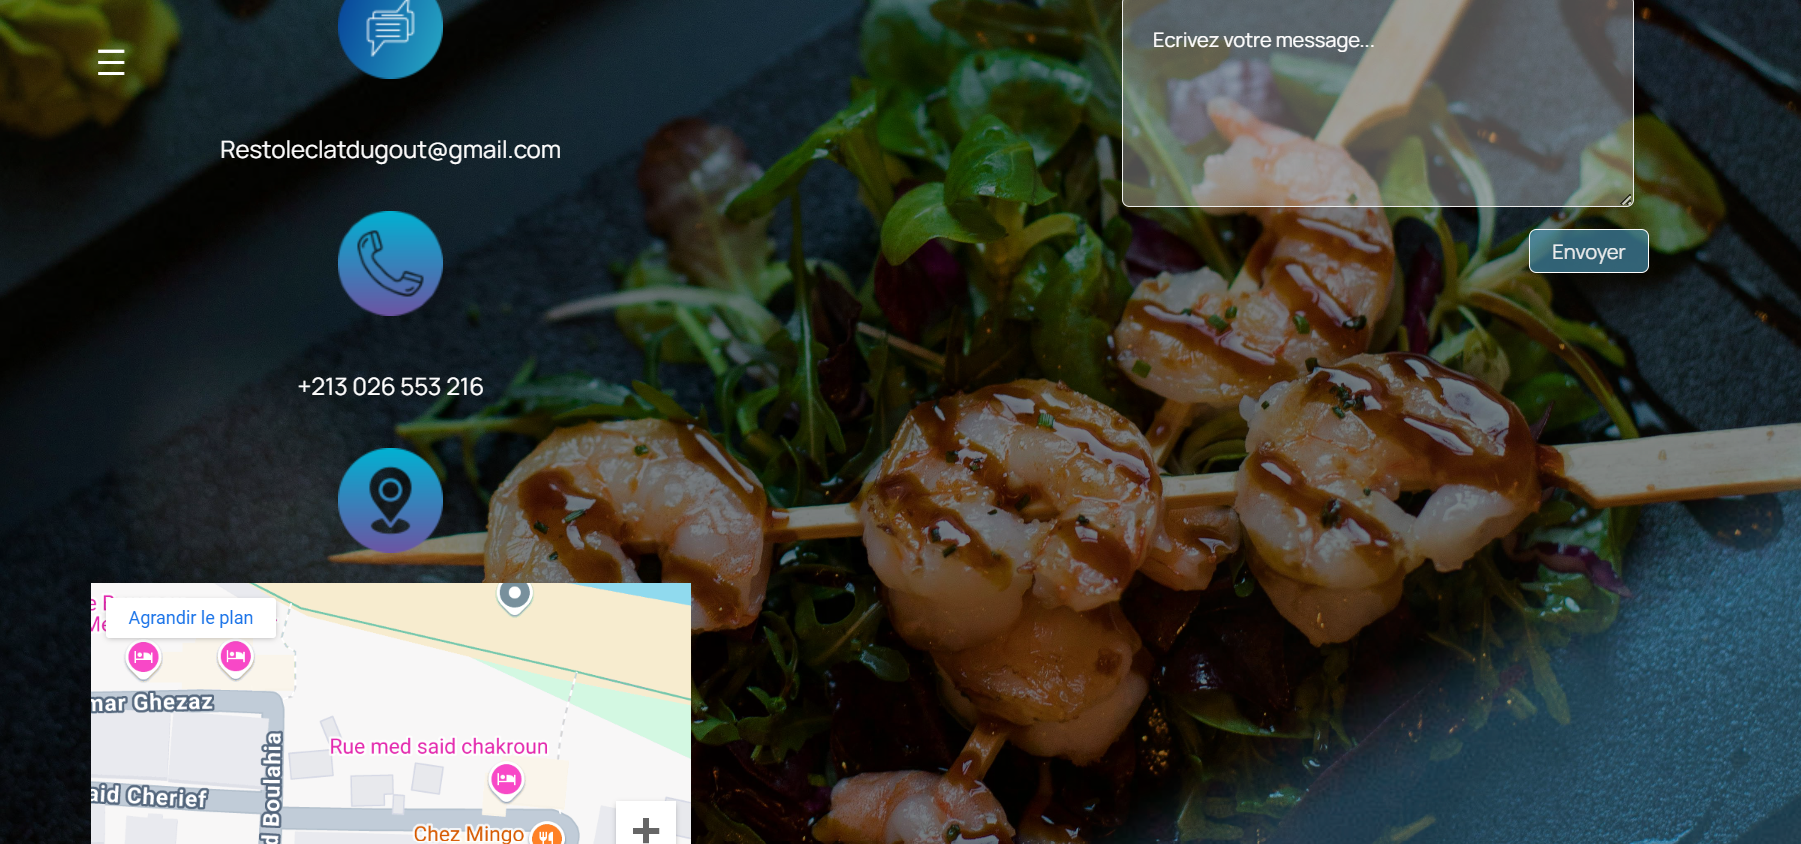 Ecrivez votre message...
Restoleclatdugout@gmail.com
Envoyer
+213 026 553 216
Agrandir le plan
mar Ghezaz
Rue med said chakroun
aid Cherief
d Boulahia
Chez Mingo